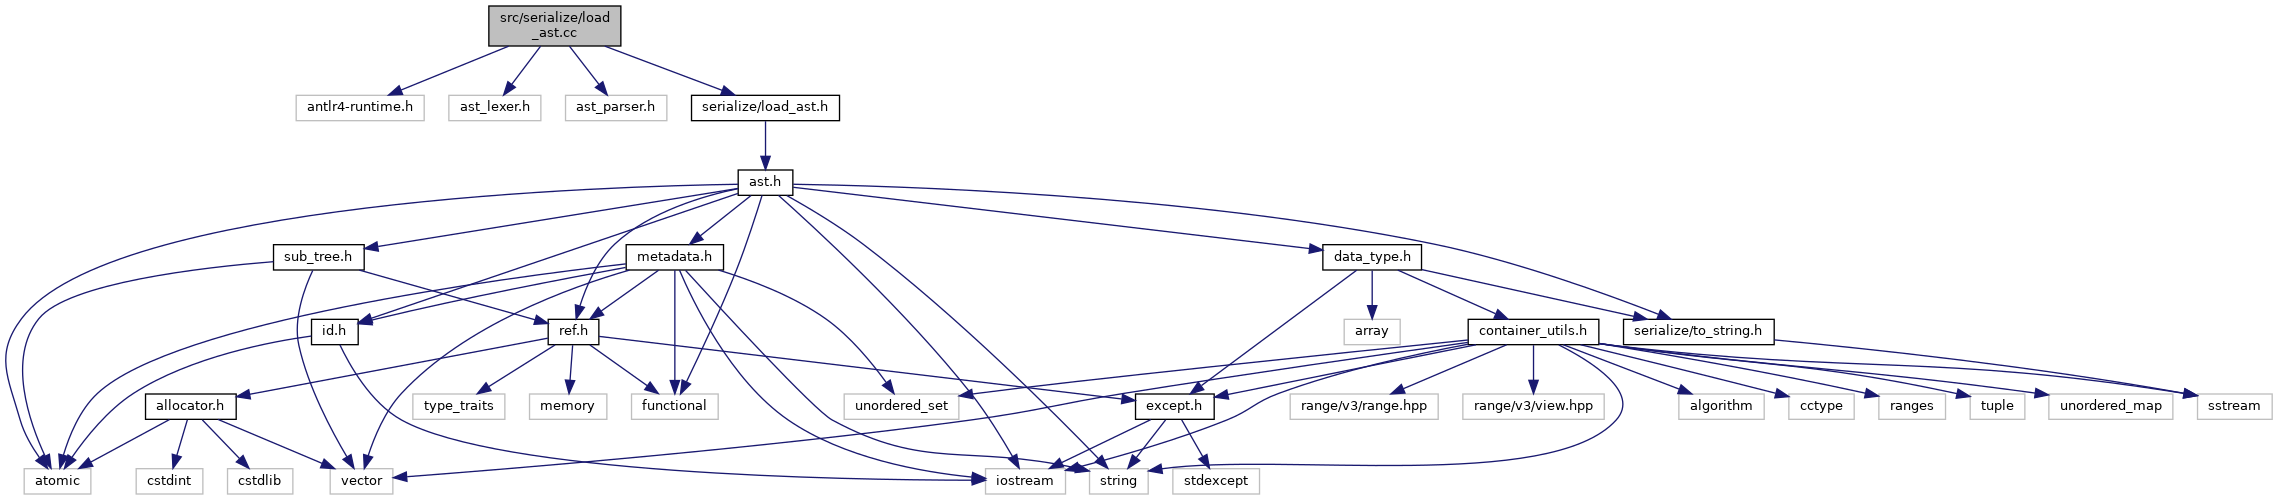 src/serialize/load
_ast.cc
antlr4-runtime.h
ast_lexer.h
ast_parser.h
serialize/load_ast.h
ast.h
sub_tree.h
metadata.h
data_type.h
id.h
ref.h
array
container_utils.h
serialize/to_string.h
allocator.h
type_traits
memory
functional
unordered_set
except.h
range/v3/range.hpp
range/v3/view.hpp
algorithm
cctype
ranges
tuple
unordered_map
sstream
atomic
cstdint
cstdlib
vector
iostream
string
stdexcept